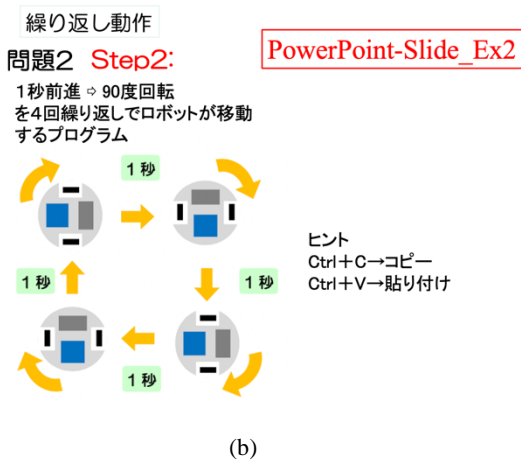 繰り返し動作
問題2 Step2:
PowerPoint-Slide_Ex2
1秒前進⇨90度回転
を4回繰り返しでロボットが移動
するプログラム
1秒
ヒント
Ctrl+C→コピー
Ctrl+V→貼り付け
1秒
1秒
1秒
(b)